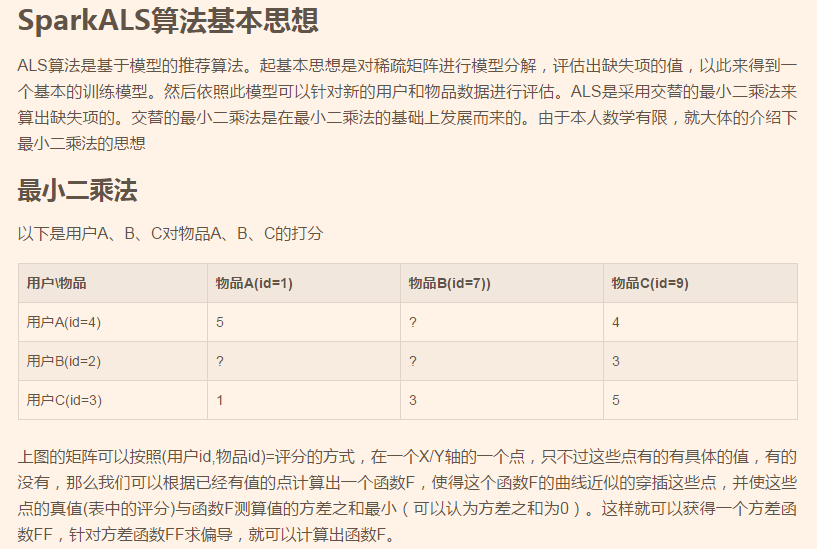 SparkALS算法基本思想
ALS算法是基于模型的推荐算法。起基本思想是对稀疏矩阵进行模型分解，评估出缺失项的值，以此来得到一
个基本的训练模型。然后依照此模型可以针对新的用户和物品数据进行评估。ALS是采用交替的最小二乘法来
算出缺失项的。交替的最小二乘法是在最小二乘法的基础上发展而来的。由于本人数学有限，就大体的介绍下
最小二乘法的思想
最小二乘法
以下是用户A、B、C对物品A、B、C的打分
用户\物品 物品A(id=1) 物品B(id=7)) 物品C(id=9)
用户A(id=4) 5 ? 4
用户B(id=2) ? ? 3
用户C(id=3) 1 3 5
上图的矩阵可以按照(用户id,物品id)=评分的方式，在一个X/Y轴的一个点，只不过这些点有的有具体的值，有的
没有，那么我们可以根据已经有值的点计算出一个函数F，使得这个函数F的曲线近似的穿插这些点，并使这些
点的真值(表中的评分)与函数F测算值的方差之和最小（可以认为方差之和为0）。这样就可以获得一个方差函
数FF，针对方差函数FF求偏导，就可以计算出函数F。